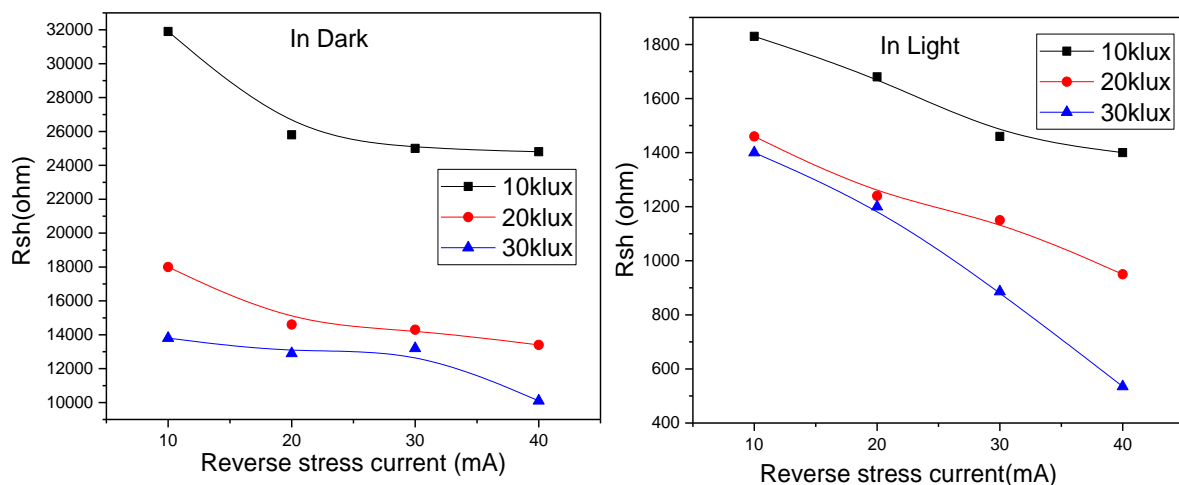 In Dark
Rsh(ohm)
32000
30000
28000
26000
24000
22000
20000
18000
16000
14000
12000
10000
10
20
30
40
Reverse stress current (mA)
10klux
20klux
30klux
In Light
Rsh (ohm)
1800
1600
1400
1200
1000
800
600
400
10
20
30
40
Reverse stress current(mA)
10klux
20klux
30klux